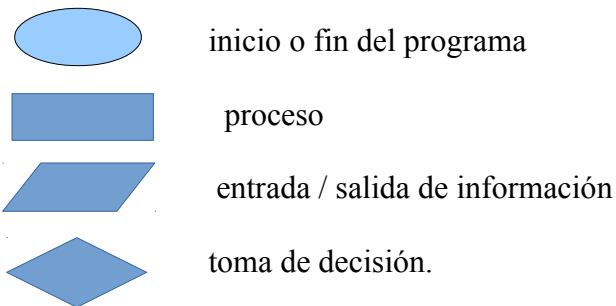 inicio o fin del programa
proceso
entrada / salida de información
toma de decisión.